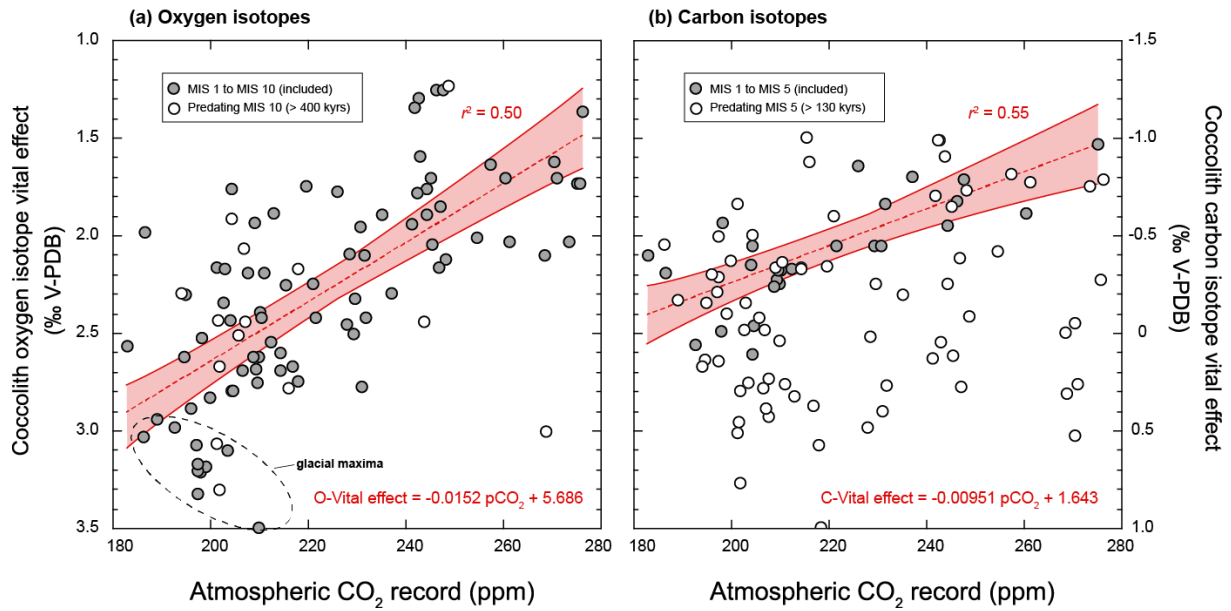 (a) Oxygen isotopes
1.0
1.5
2.0
2.5
3.0
3.5
180
200
220
240
260
280
Coccolith oxygen isotope vital effect
(‰ V-PDB)
Atmospheric CO₂ record (ppm)
MIS 1 to MIS 10 (included)
Predating MIS 10 (> 400 kyrs)
r² = 0.50
glacial maxima
O-Vital effect = -0.0152 pCO₂ + 5.686
(b) Carbon isotopes
MIS 1 to MIS 5 (included)
Predating MIS 5 (> 130 kyrs)
r² = 0.55
C-Vital effect = -0.00951 pCO₂ + 1.643
-1.5
-1.0
-0.5
0
0.5
1.0
180
200
220
240
260
280
Coccolith carbon isotope vital effect
(‰ V-PDB)
Atmospheric CO₂ record (ppm)